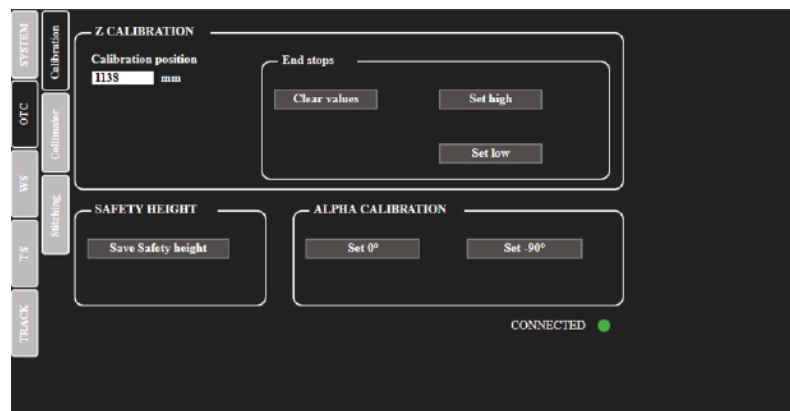 SYSTEM
OTC
WS
TS
TRACK
Calibration
Collimator
Stitching
Z CALIBRATION
Calibration position
1138 mm
End stops
Clear values
Set high
Set low
SAFETY HEIGHT
Save Safety height
ALPHA CALIBRATION
Set 0°
Set -90°
CONNECTED